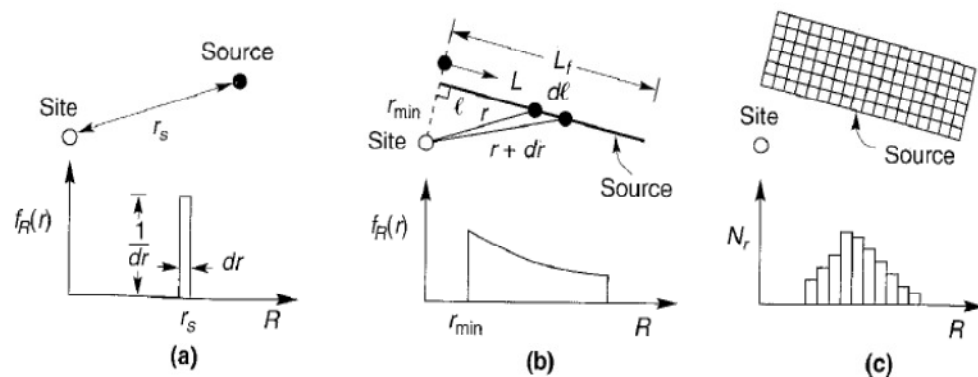 Source
Site
r_s
f_R(r)
1
dr
dr
r_s
R
(a)
L_f
L
dℓ
r_min
ℓ
r
Site
r + dr
Source
f_R(r)
r_min
R
(b)
Site
Source
N_r
R
(c)